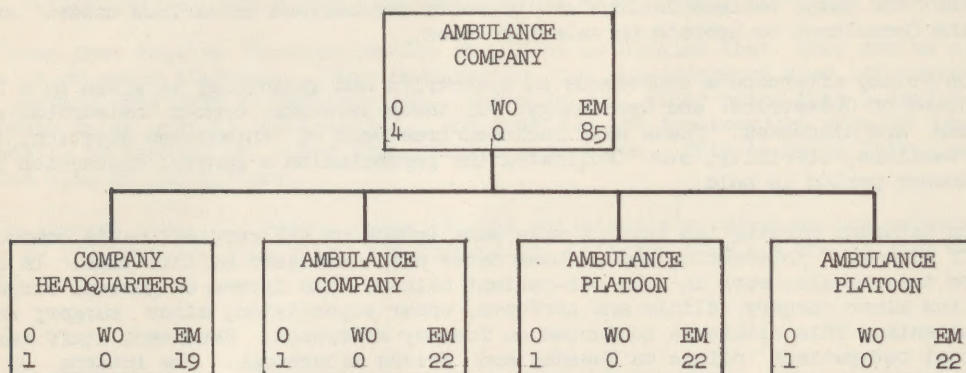 AMBULANCE
COMPANY
O WO EM
4 0 85
COMPANY
HEADQUARTERS
O WO EM
1 0 19
AMBULANCE
COMPANY
O WO EM
1 0 22
AMBULANCE
PLATOON
O WO EM
1 0 22
AMBULANCE
PLATOON
O WO EM
1 0 22